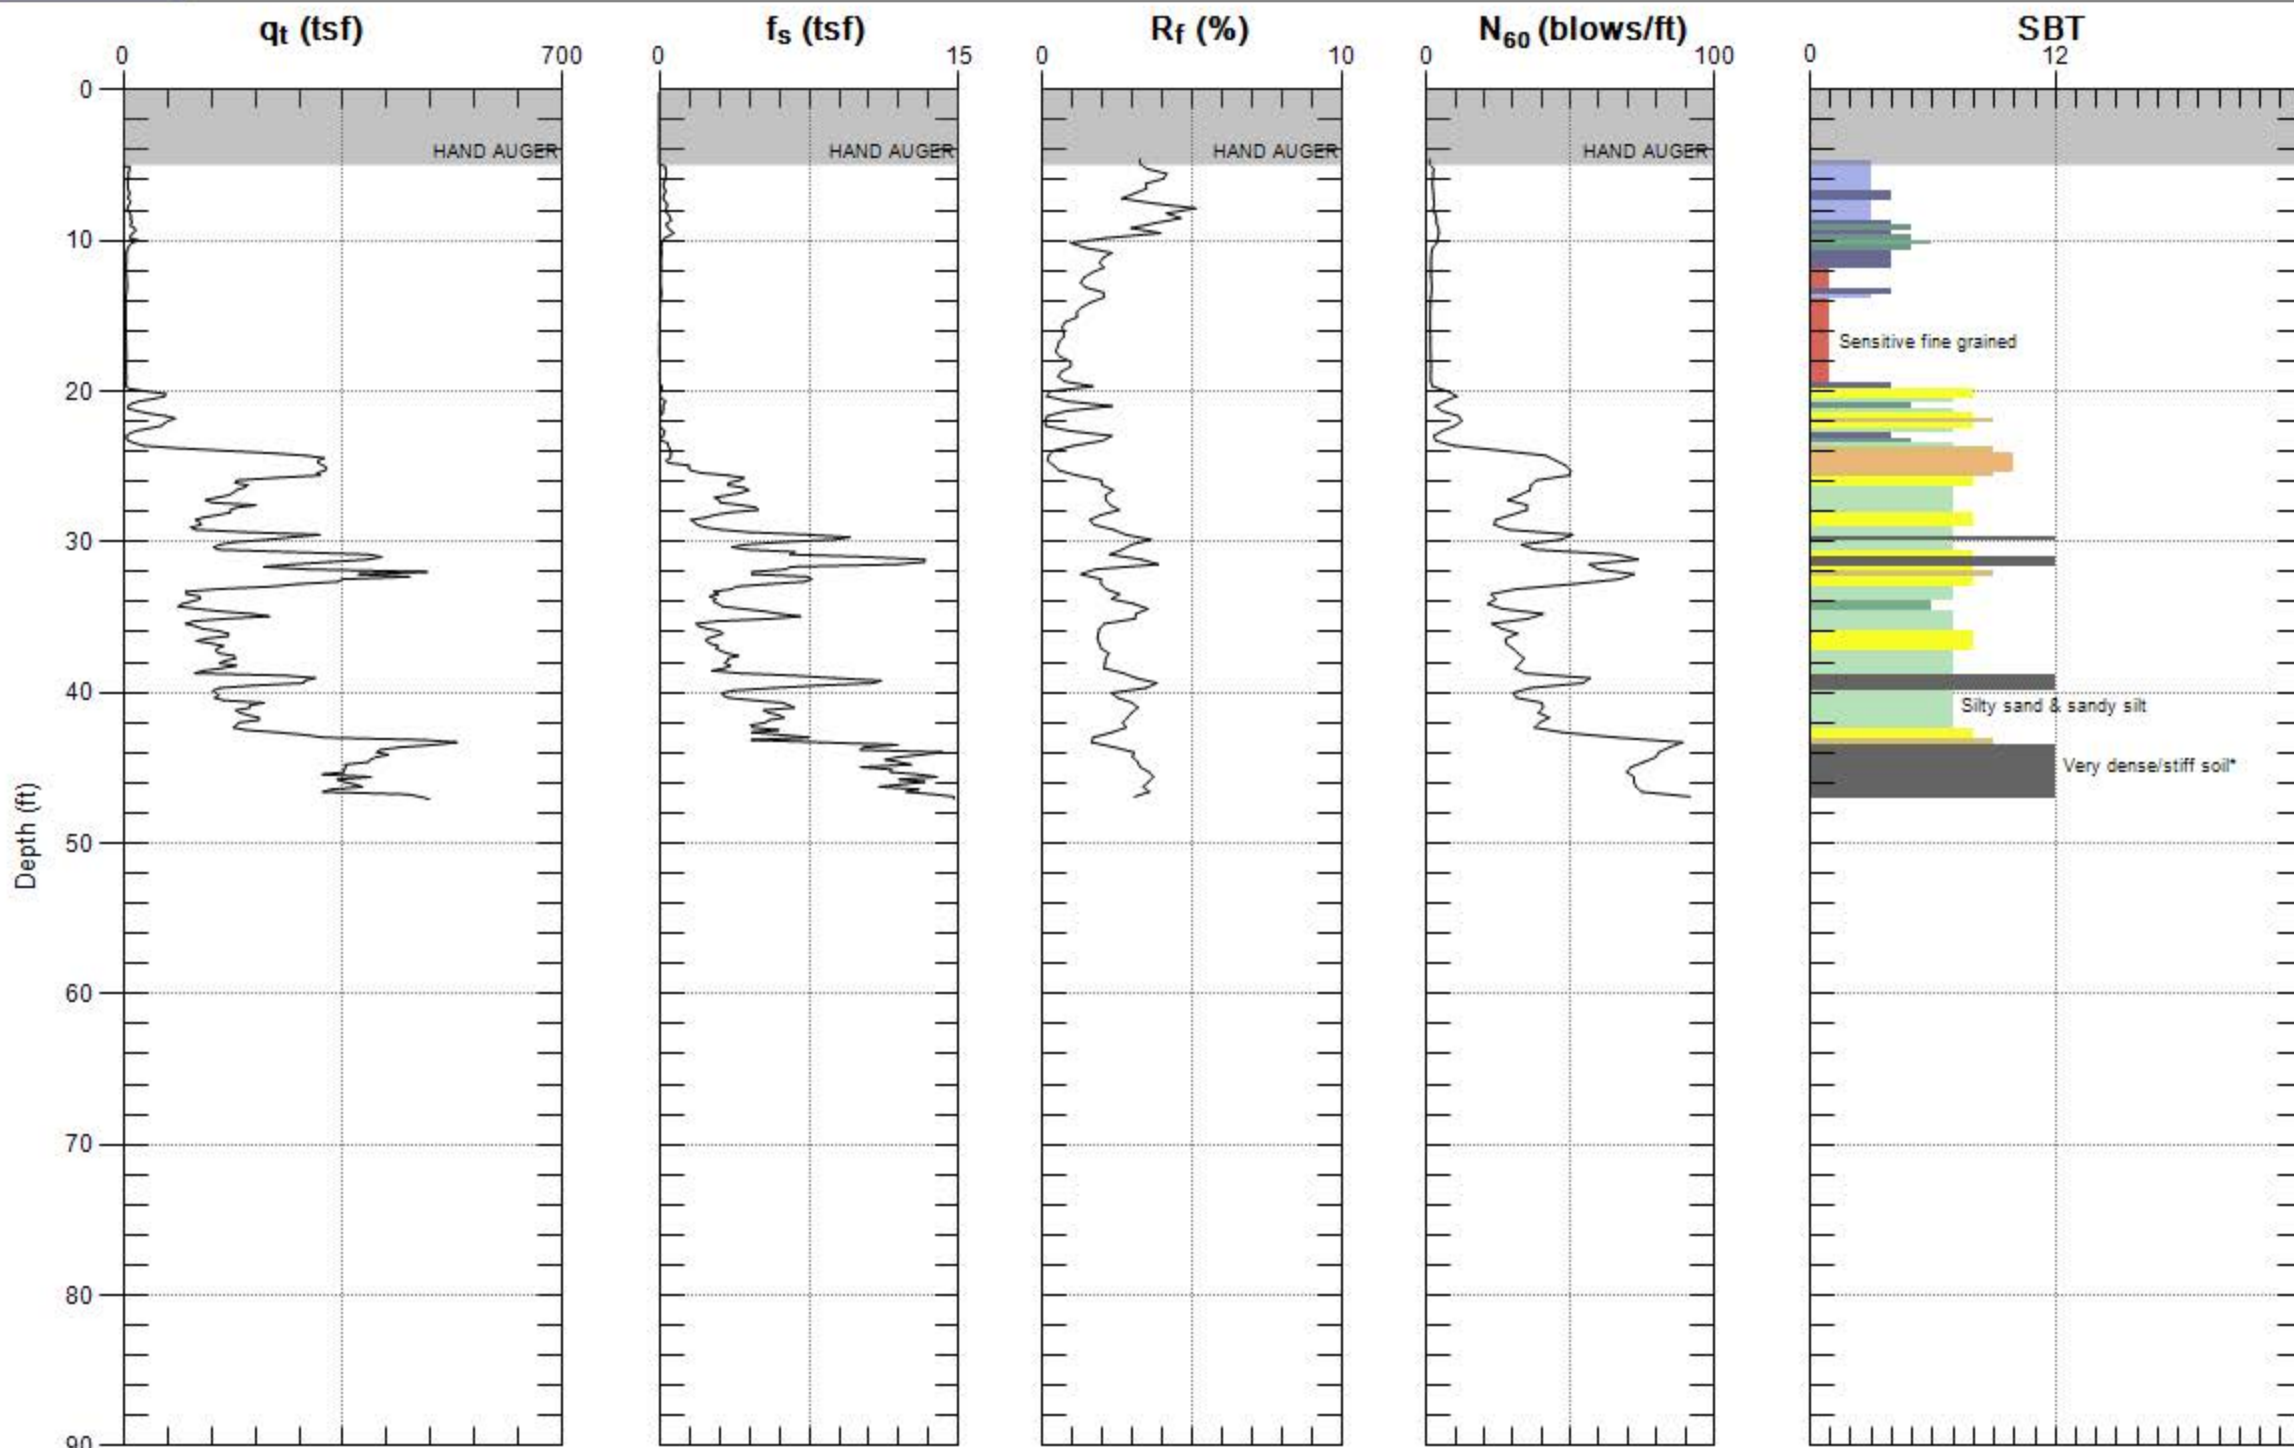 qt (tsf) fs (tsf) Rf (%) N60 (blows/ft) SBT
0 700 0 15 0 10 0 100 0 12
0
HAND AUGER HAND AUGER HAND AUGER HAND AUGER
10
Sensitive fine grained
20
30
40
Silty sand & sandy silt
Very dense/stiff soil*
Depth (ft)
50
60
70
80
90